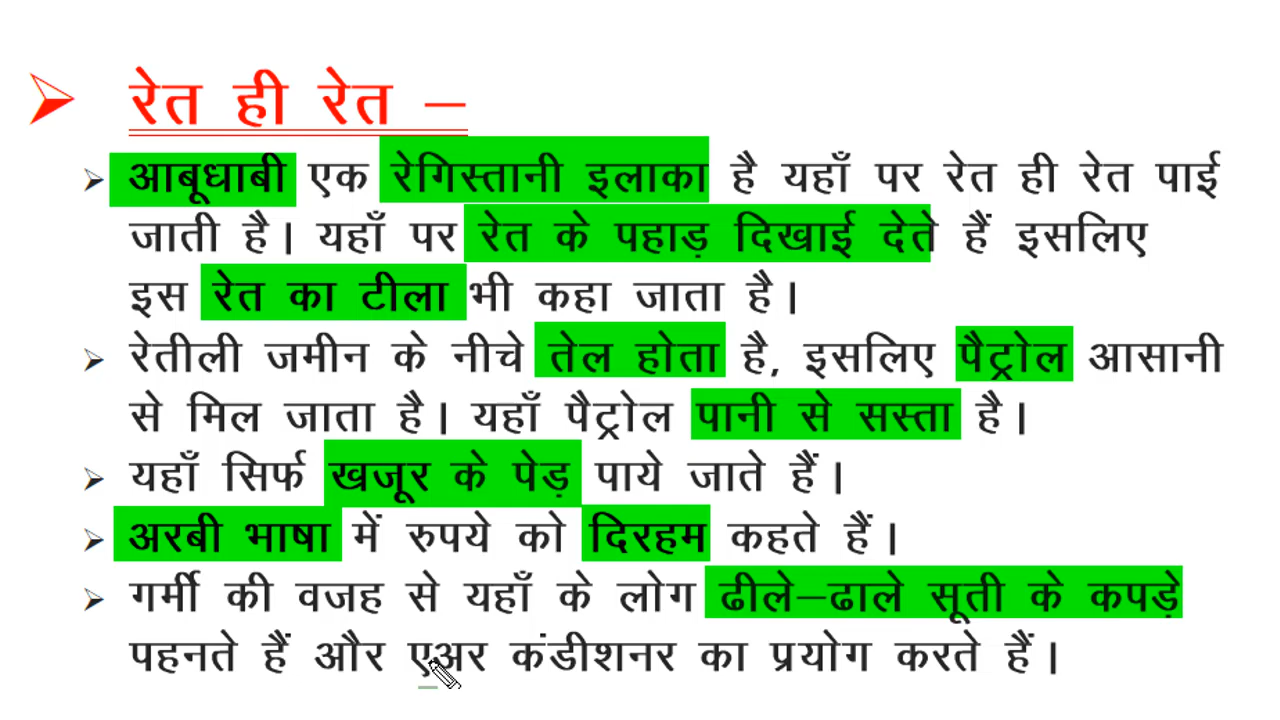 रेत ही रेत –
आबूधाबी एक रेगिस्तानी इलाका है यहाँ पर रेत ही रेत पाई
जाती है। यहाँ पर रेत के पहाड़ दिखाई देते हैं इसलिए
इस रेत का टीला भी कहा जाता है।
रेतीली जमीन के नीचे तेल होता है, इसलिए पैट्रोल आसानी
से मिल जाता है। यहाँ पैट्रोल पानी से सस्ता है।
यहाँ सिर्फ खजूर के पेड़ पाये जाते हैं।
अरबी भाषा में रुपये को दिरहम कहते हैं।
गर्मी की वजह से यहाँ के लोग ढीले–ढाले सूती के कपड़े
पहनते हैं और एअर कंडीशनर का प्रयोग करते हैं।